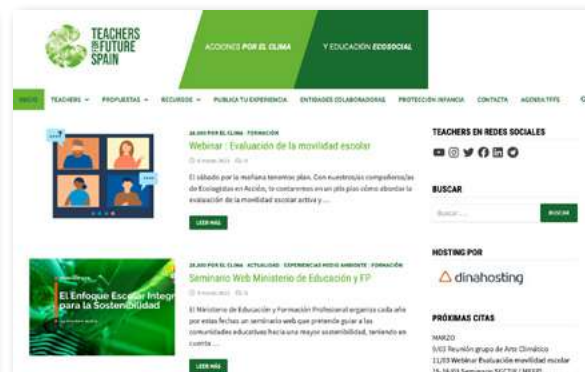 TEACHERS
FOR FUTURE
SPAIN
ACCIONES POR EL CLIMA
Y EDUCACIÓN ECOSOCIAL
INICIO TEACHERS PROPUESTAS RECURSOS PUBLICA TU EXPERIENCIA ENTIDADES COLABORADORAS PROTECCIÓN INFANCIA CONTACTA AGENDA TFFS
28.000 POR EL CLIMA FORMACIÓN
Webinar : Evaluación de la movilidad escolar
El sábado por la mañana tenemos plan. Con nuestros/as compañeros/as
de Ecologistas en Acción, te contaremos en un plis plas cómo abordar la
evaluación de la movilidad escolar activa y ...
LEER MÁS
El Enfoque Escolar Integr
para la Sostenibilidad
28.000 POR EL CLIMA ACTUALIDAD EXPERIENCIAS MEDIO AMBIENTE FORMACIÓN
Seminario Web Ministerio de Educación y FP
El Ministerio de Educación y Formación Profesional organiza cada año
por estas fechas un seminario web que pretende guiar a las
comunidades educativas hacia una mayor sostenibilidad, teniendo en
cuenta ...
LEER MÁS
TEACHERS EN REDES SOCIALES
BUSCAR
Buscar ...
BUSCAR
HOSTING POR
dinahosting
PRÓXIMAS CITAS
MARZO
9/03 Reunión grupo de Arte Climático
11/03 Webinar Evaluación movilidad escolar